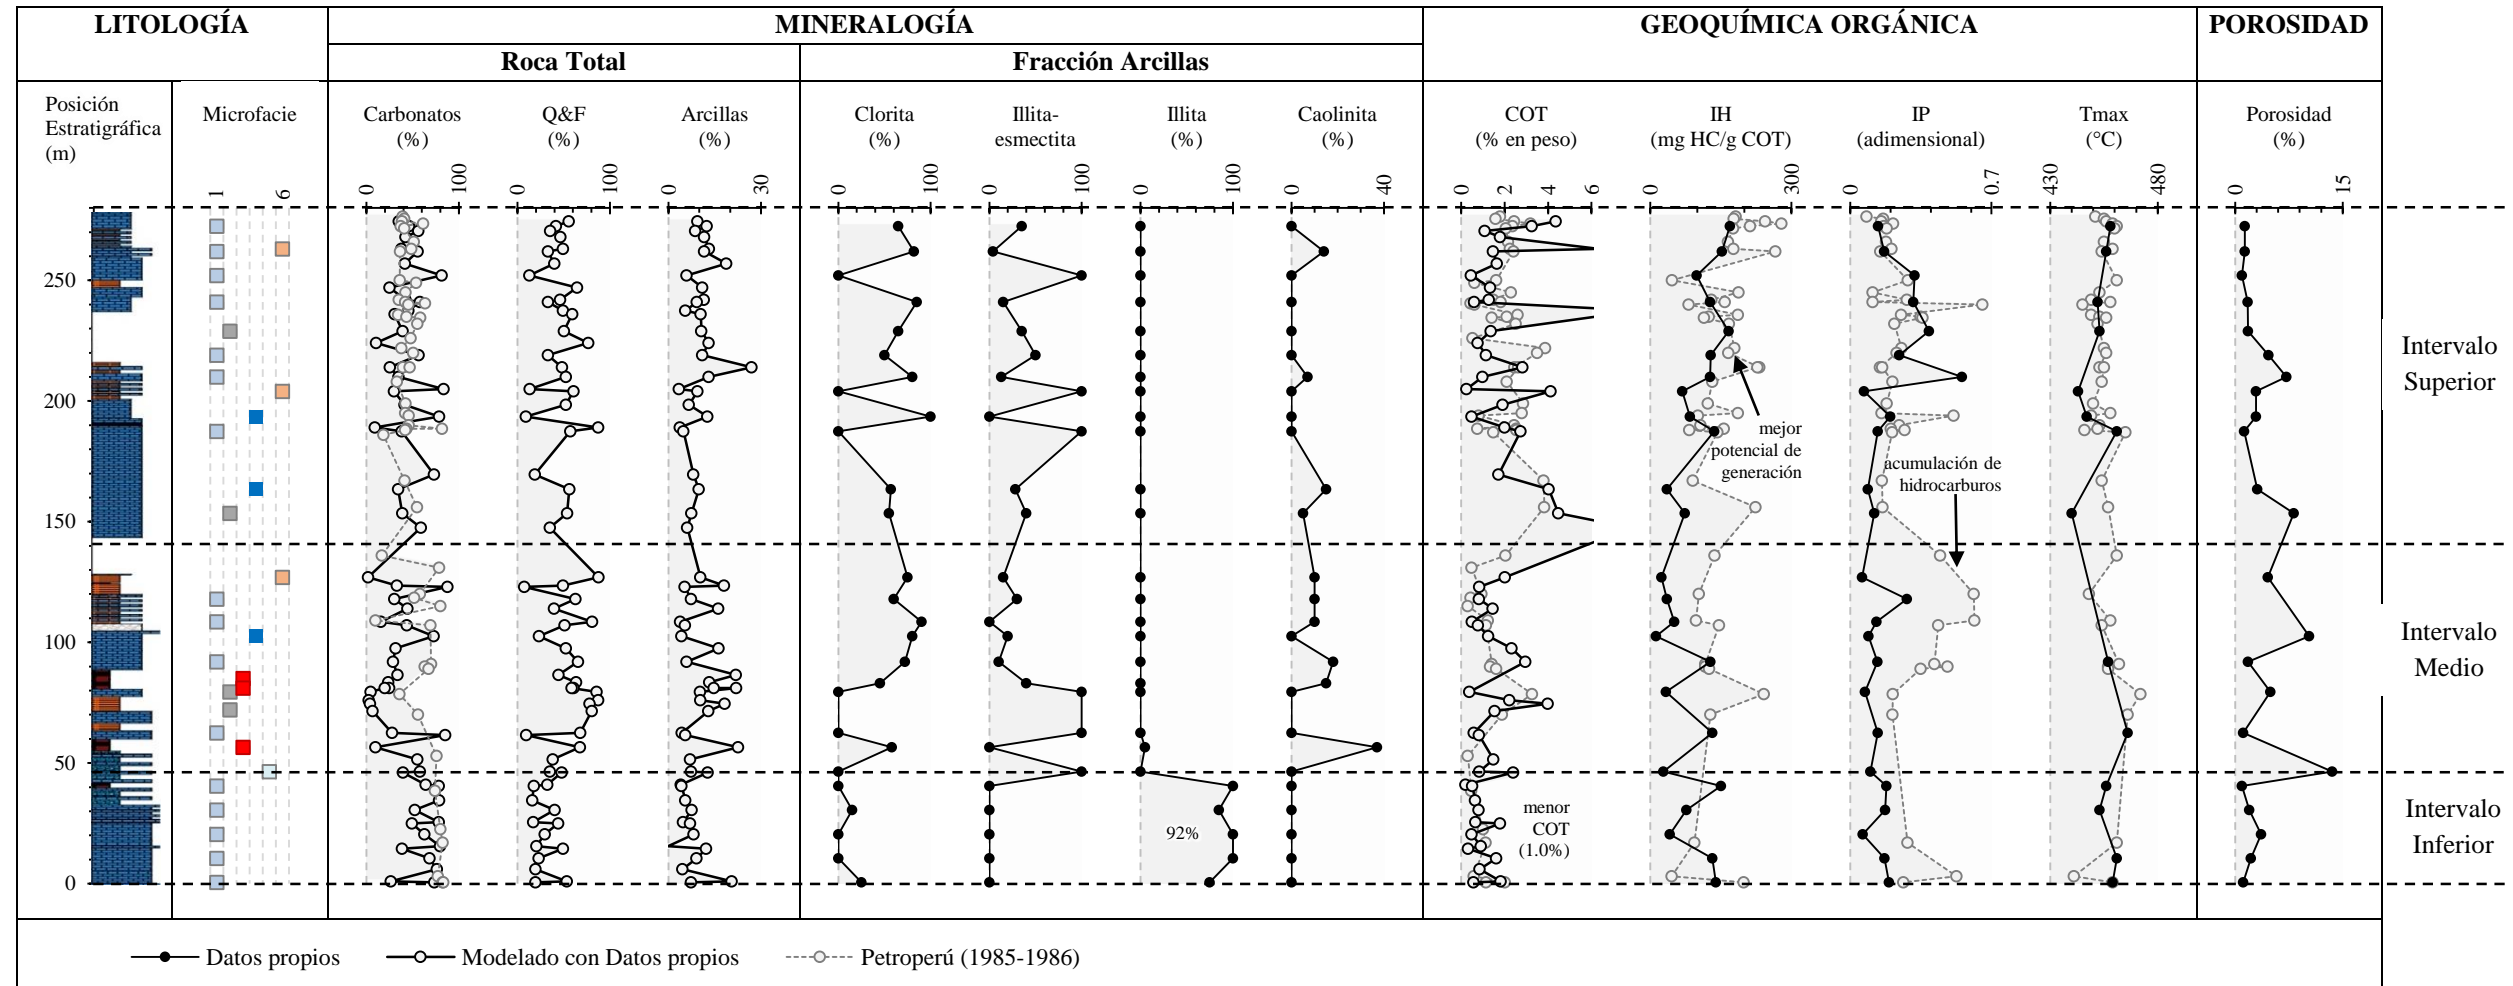 LITOLOGÍA
MINERALOGÍA
GEOQUÍMICA ORGÁNICA
POROSIDAD
Roca Total
Fracción Arcillas
Posición
Estratigráfica
(m)
Microfacie
Carbonatos
(%)
Q&F
(%)
Arcillas
(%)
Clorita
(%)
Illita-
esmectita
Illita
(%)
Caolinita
(%)
COT
(% en peso)
IH
(mg HC/g COT)
IP
(adimensional)
Tmax
(°C)
Porosidad
(%)
1 6
0 100
0 100
0 30
0 100
0 100
0 100
0 40
0 2 4 6
0 300
0 0.7
430 480
0 15
250
200
150
100
50
0
mejor
potencial de
generación
acumulación de
hidrocarburos
menor
COT
(1.0%)
92%
Intervalo
Superior
Intervalo
Medio
Intervalo
Inferior
Datos propios
Modelado con Datos propios
Petroperú (1985-1986)